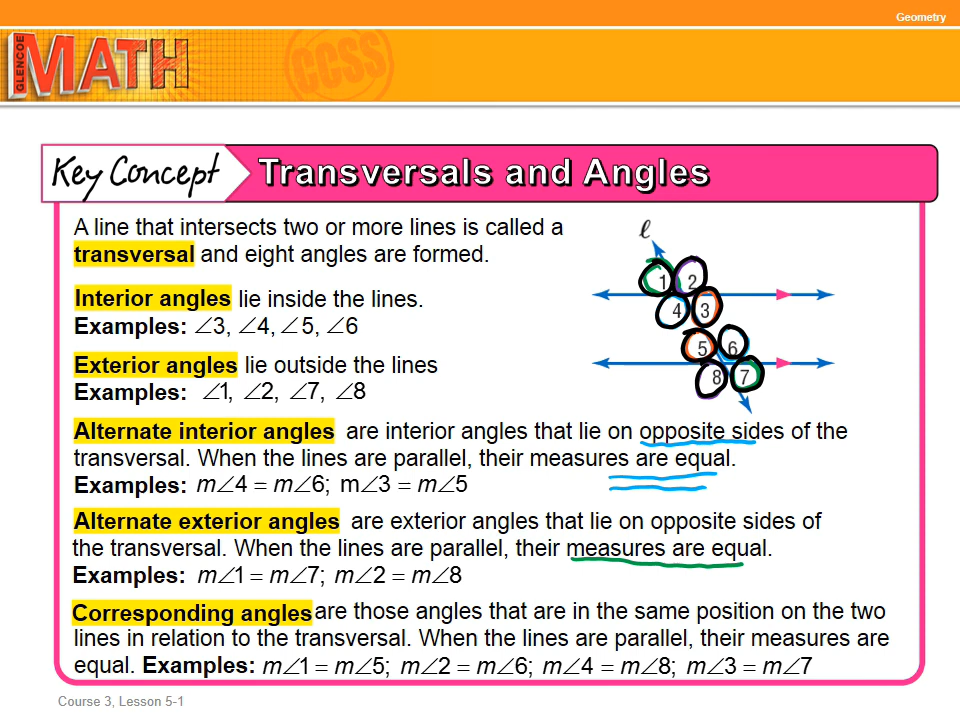 Geometry
GLENCOE
MATH
CCSS
Key Concept
Transversals and Angles
A line that intersects two or more lines is called a
transversal and eight angles are formed.
Interior angles lie inside the lines.
Examples: ∠3, ∠4, ∠5, ∠6
Exterior angles lie outside the lines
Examples: ∠1, ∠2, ∠7, ∠8
ℓ
1 2
4 3
5 6
8 7
Alternate interior angles are interior angles that lie on opposite sides of the
transversal. When the lines are parallel, their measures are equal.
Examples: m∠4 = m∠6; m∠3 = m∠5
Alternate exterior angles are exterior angles that lie on opposite sides of
the transversal. When the lines are parallel, their measures are equal.
Examples: m∠1 = m∠7; m∠2 = m∠8
Corresponding angles are those angles that are in the same position on the two
lines in relation to the transversal. When the lines are parallel, their measures are
equal. Examples: m∠1 = m∠5; m∠2 = m∠6; m∠4 = m∠8; m∠3 = m∠7
Course 3, Lesson 5-1